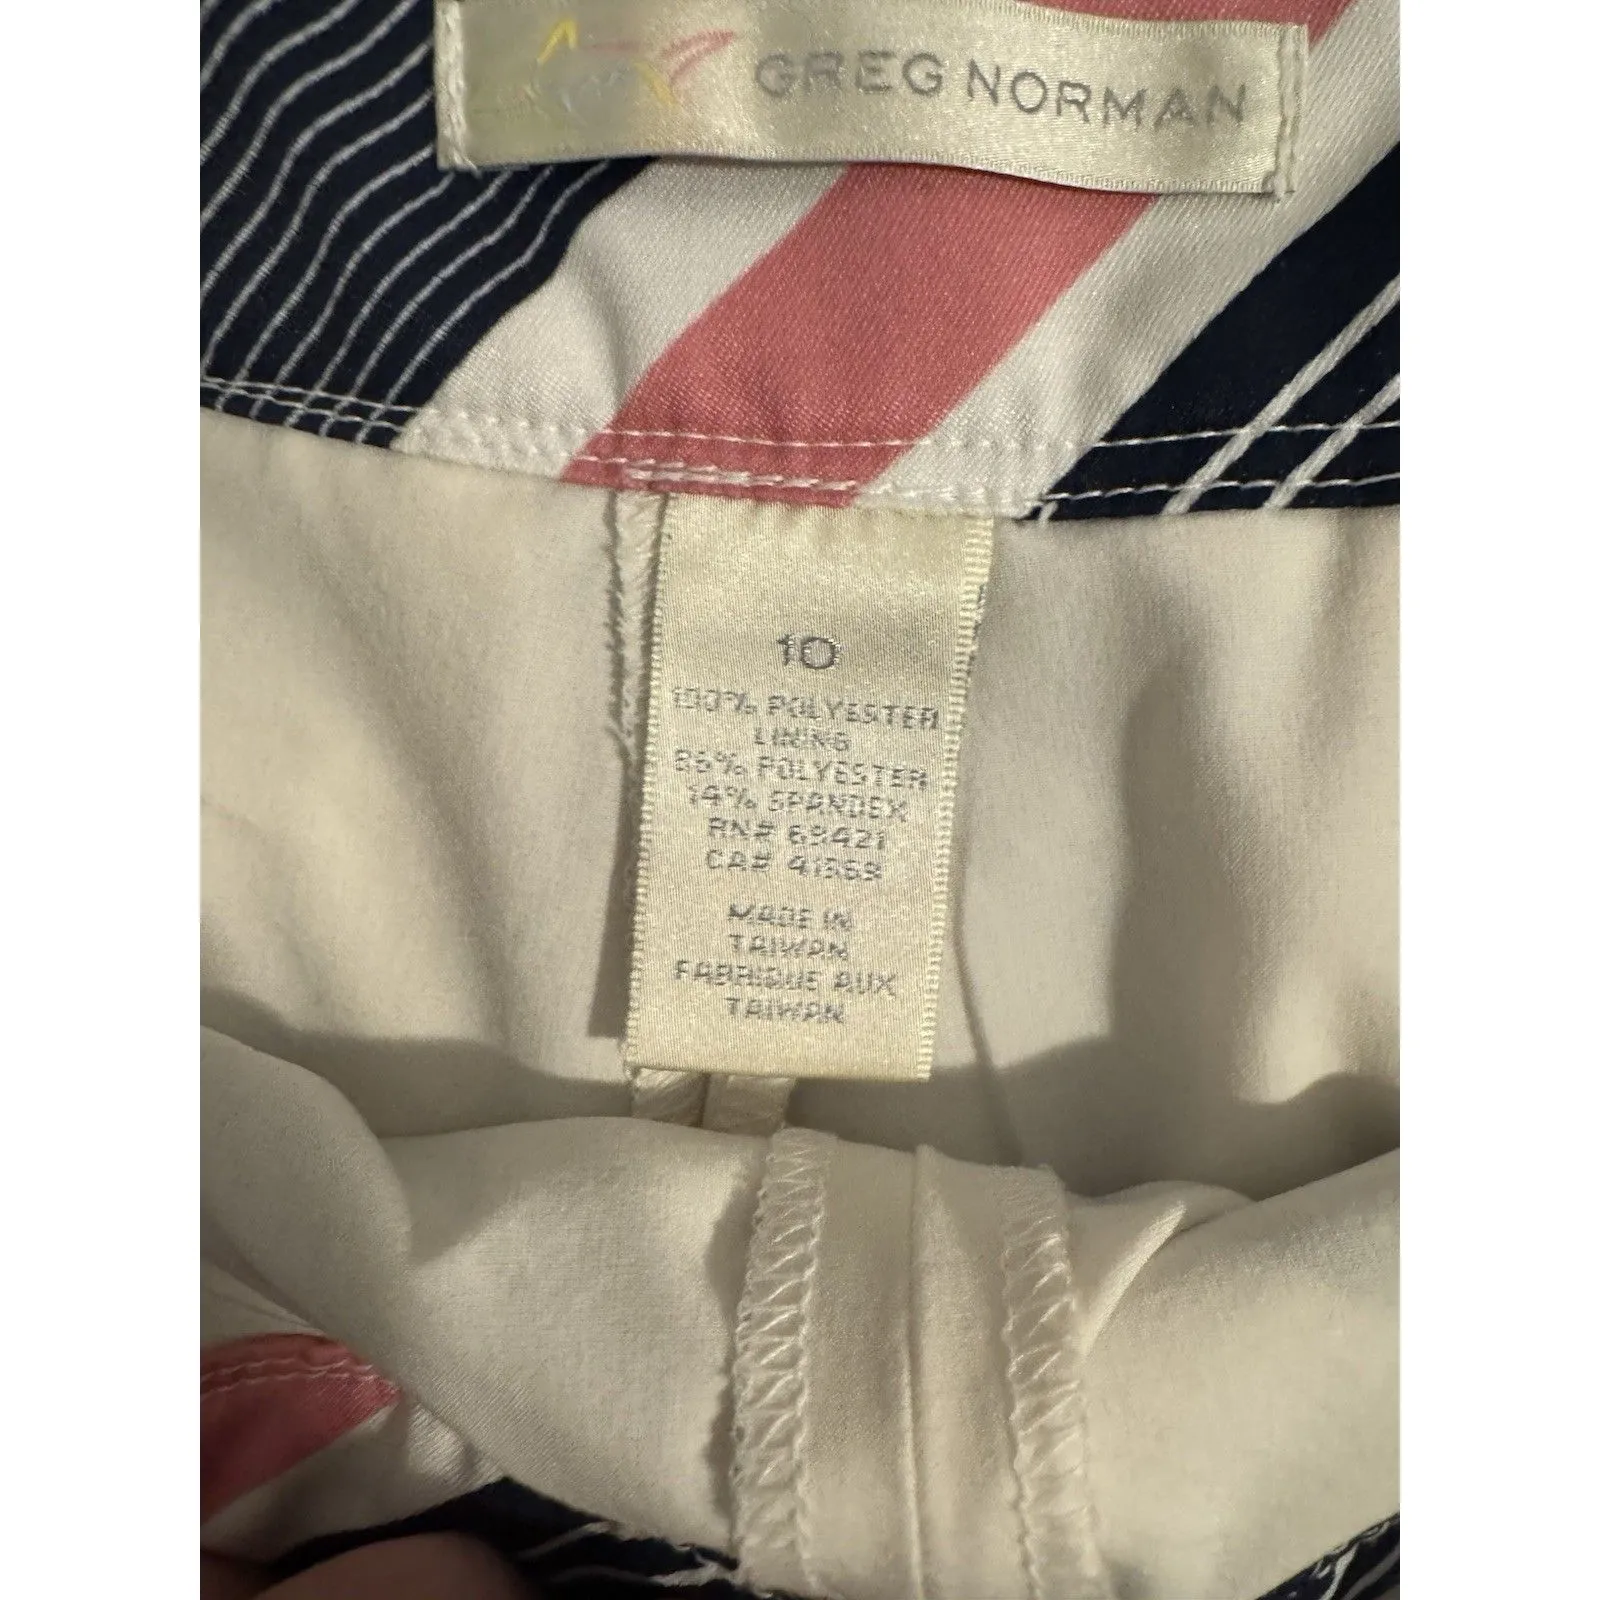 GREG NORMAN
10
100% POLYESTER
LINING
86% POLYESTER
14% SPANDEX
RN# 69421
CA# 41569
MADE IN
TAIWAN
FABRIQUE AUX
TAIWAN